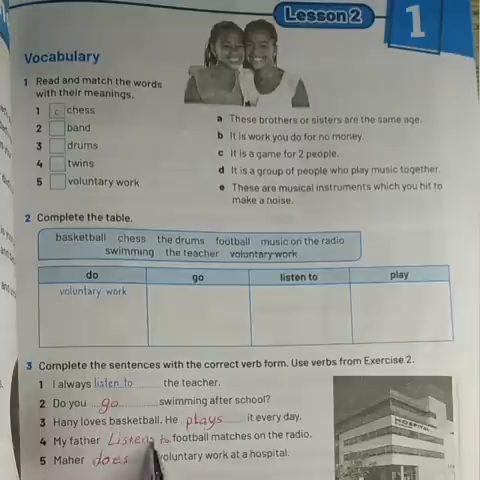 Lesson 2
1
Vocabulary
1 Read and match the words
with their meanings.
1 c chess
2 band
3 drums
4 twins
5 voluntary work
a These brothers or sisters are the same age.
b It is work you do for no money.
c It is a game for 2 people.
d It is a group of people who play music together.
e These are musical instruments which you hit to
make a noise.
2 Complete the table.
basketball chess the drums football music on the radio
swimming the teacher voluntary work
do go listen to play
voluntary work
3 Complete the sentences with the correct verb form. Use verbs from Exercise 2.
1 I always listen to the teacher.
2 Do you go swimming after school?
3 Hany loves basketball. He plays it every day.
4 My father Listens to football matches on the radio.
5 Maher does voluntary work at a hospital.
HOSPITAL